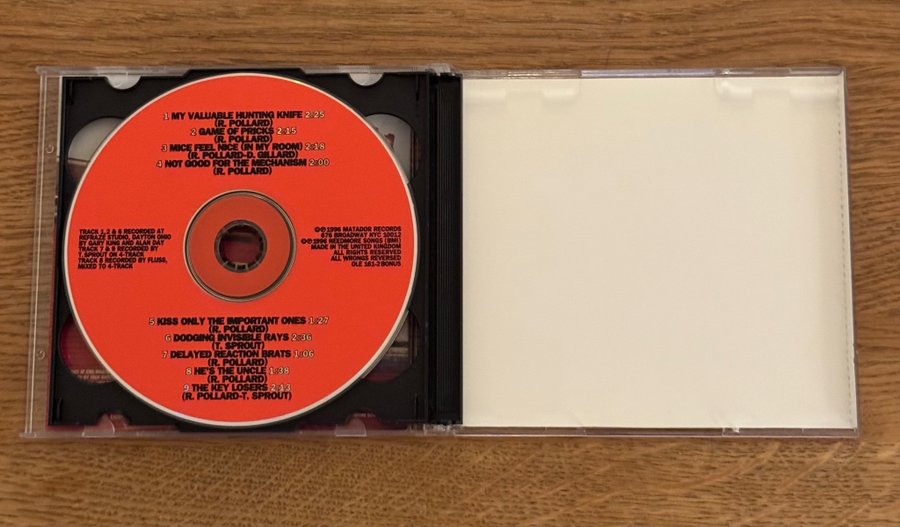 1 MY VALUABLE HUNTING KNIFE 2:25
(R. POLLARD)
2 GAME OF PRICKS 2:15
(R. POLLARD)
3 MICE FEEL NICE (IN MY ROOM) 2:18
(R. POLLARD-D. GILLARD)
4 NOT GOOD FOR THE MECHANISM 2:00
(R. POLLARD)
TRACK 1,2 & 6 RECORDED AT
REFRAZE STUDIO, DAYTON OHIO
BY GARY KING AND ALAN DAY
TRACK 7 & 9 RECORDED BY
T. SPROUT ON 4-TRACK
TRACK 8 RECORDED BY FLUSS,
MIXED TO 4-TRACK
©℗ 1996 MATADOR RECORDS
676 BROADWAY NYC 10012
©℗ 1996 NEEDMORE SONGS (BMI)
MADE IN THE UNITED KINGDOM
ALL RIGHTS RESERVED
ALL WRONGS REVERSED
OLE 161-2 BONUS
5 KISS ONLY THE IMPORTANT ONES 1:27
(R. POLLARD)
6 DODGING INVISIBLE RAYS 2:36
(T. SPROUT)
7 DELAYED REACTION BRATS 1:06
(R. POLLARD)
8 HE'S THE UNCLE 1:38
(R. POLLARD)
9 THE KEY LOSERS 2:13
(R. POLLARD-T. SPROUT)